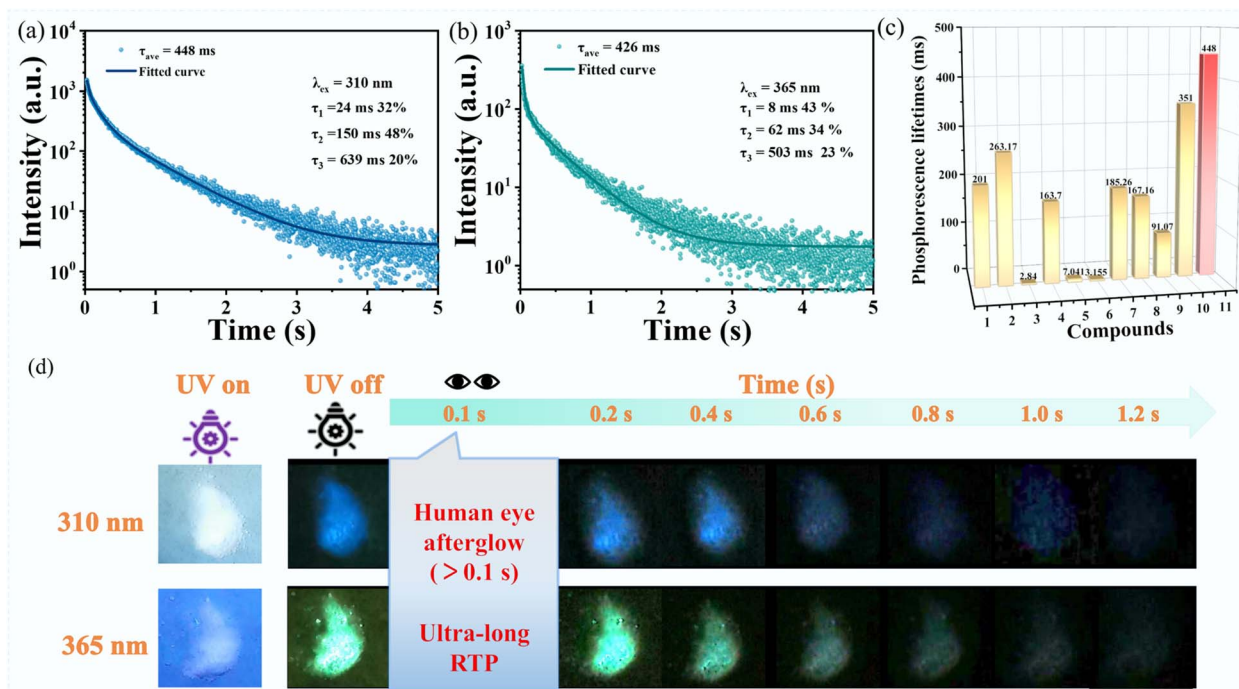 (a)
Intensity (a.u.)
10⁴
10³
10²
10¹
10⁰
τave = 448 ms
Fitted curve
λex = 310 nm
τ1 =24 ms 32%
τ2 =150 ms 48%
τ3 = 639 ms 20%
0 1 2 3 4 5
Time (s)
(b)
Intensity (a.u.)
10³
10²
10¹
10⁰
τave = 426 ms
Fitted curve
λex = 365 nm
τ1 = 8 ms 43 %
τ2 = 62 ms 34 %
τ3 = 503 ms 23 %
0 1 2 3 4 5
Time (s)
(c)
Phosphorescence lifetimes (ms)
500
400
300
200
100
0
201 263.17 2.84 163.7 7.04 13.155 185.26 167.16 91.07 351 448
1 2 3 4 5 6 7 8 9 10 11
Compounds
(d)
UV on UV off Time (s)
0.1 s 0.2 s 0.4 s 0.6 s 0.8 s 1.0 s 1.2 s
310 nm
Human eye
afterglow
( > 0.1 s)
365 nm
Ultra-long
RTP